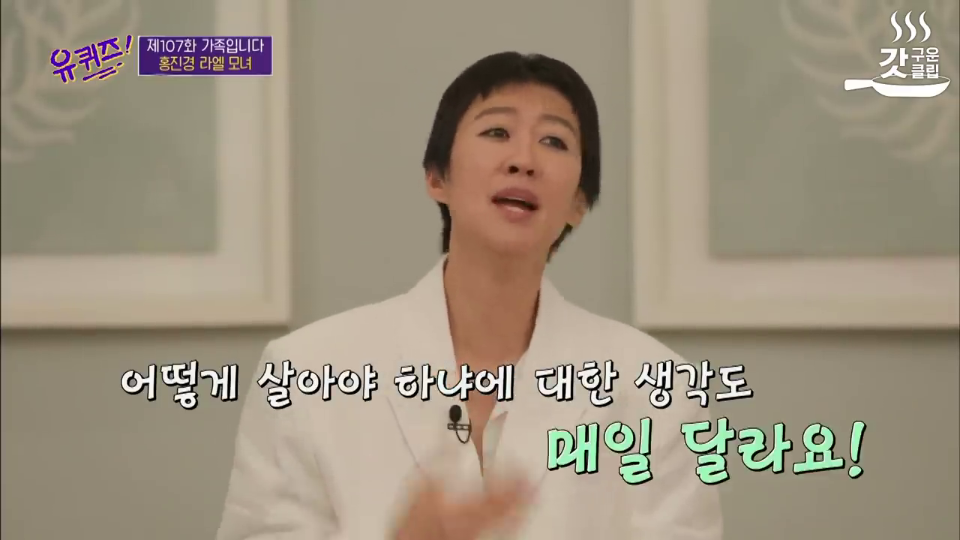 유퀴즈!
제107화 가족입니다
홍진경 라엘 모녀
갓구운
클립
어떻게 살아야 하냐에 대한 생각도
매일 달라요!